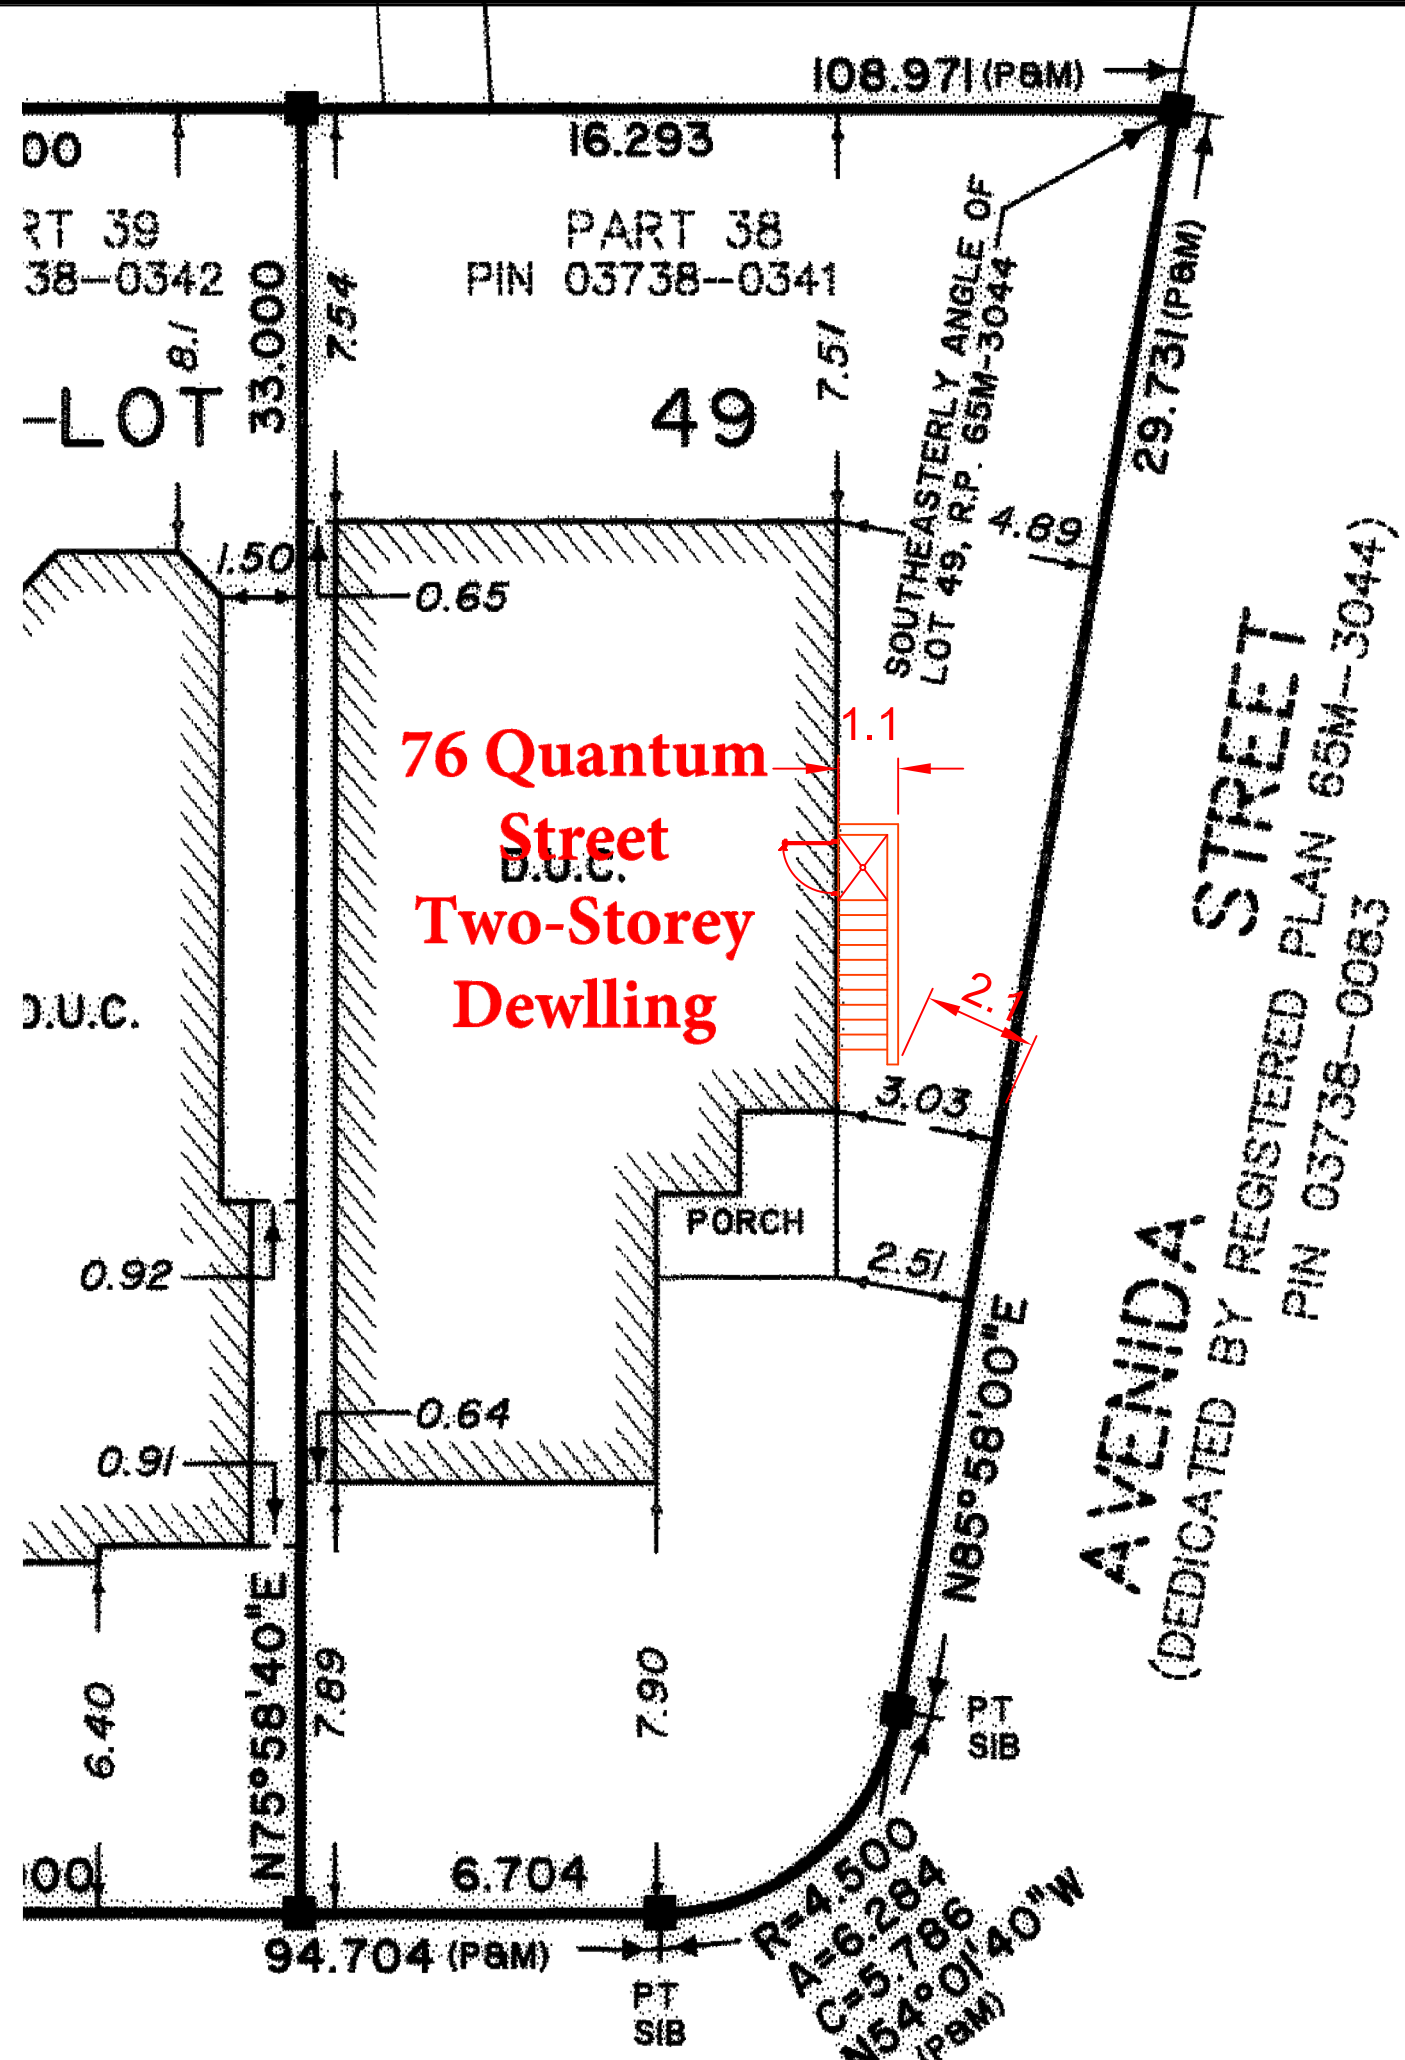 108.971 (P&M)
16.293
00
RT 39
38-0342
PART 38
PIN 03738--0341
33.000
8.1
7.54
7.51
SOUTHEASTERLY ANGLE OF
LOT 49, R.P. 65M-3044
29.731 (P&M)
-LOT
49
1.50
0.65
4.89
76 Quantum
Street
D.U.C.
Two-Storey
Dewlling
1.1
2.1
D.U.C.
3.03
PORCH
2.51
0.92
0.64
0.91
AVENIDA STREET
(DEDICATED BY REGISTERED PLAN 65M--3044)
PIN 03738--0083
N85°58'00"E
N75°58'40"E
6.40
7.89
7.90
PT
SIB
00
6.704
94.704 (P&M)
PT
SIB
R=4.500
A=6.284
C=5.786
N54°01'40"W
(P&M)